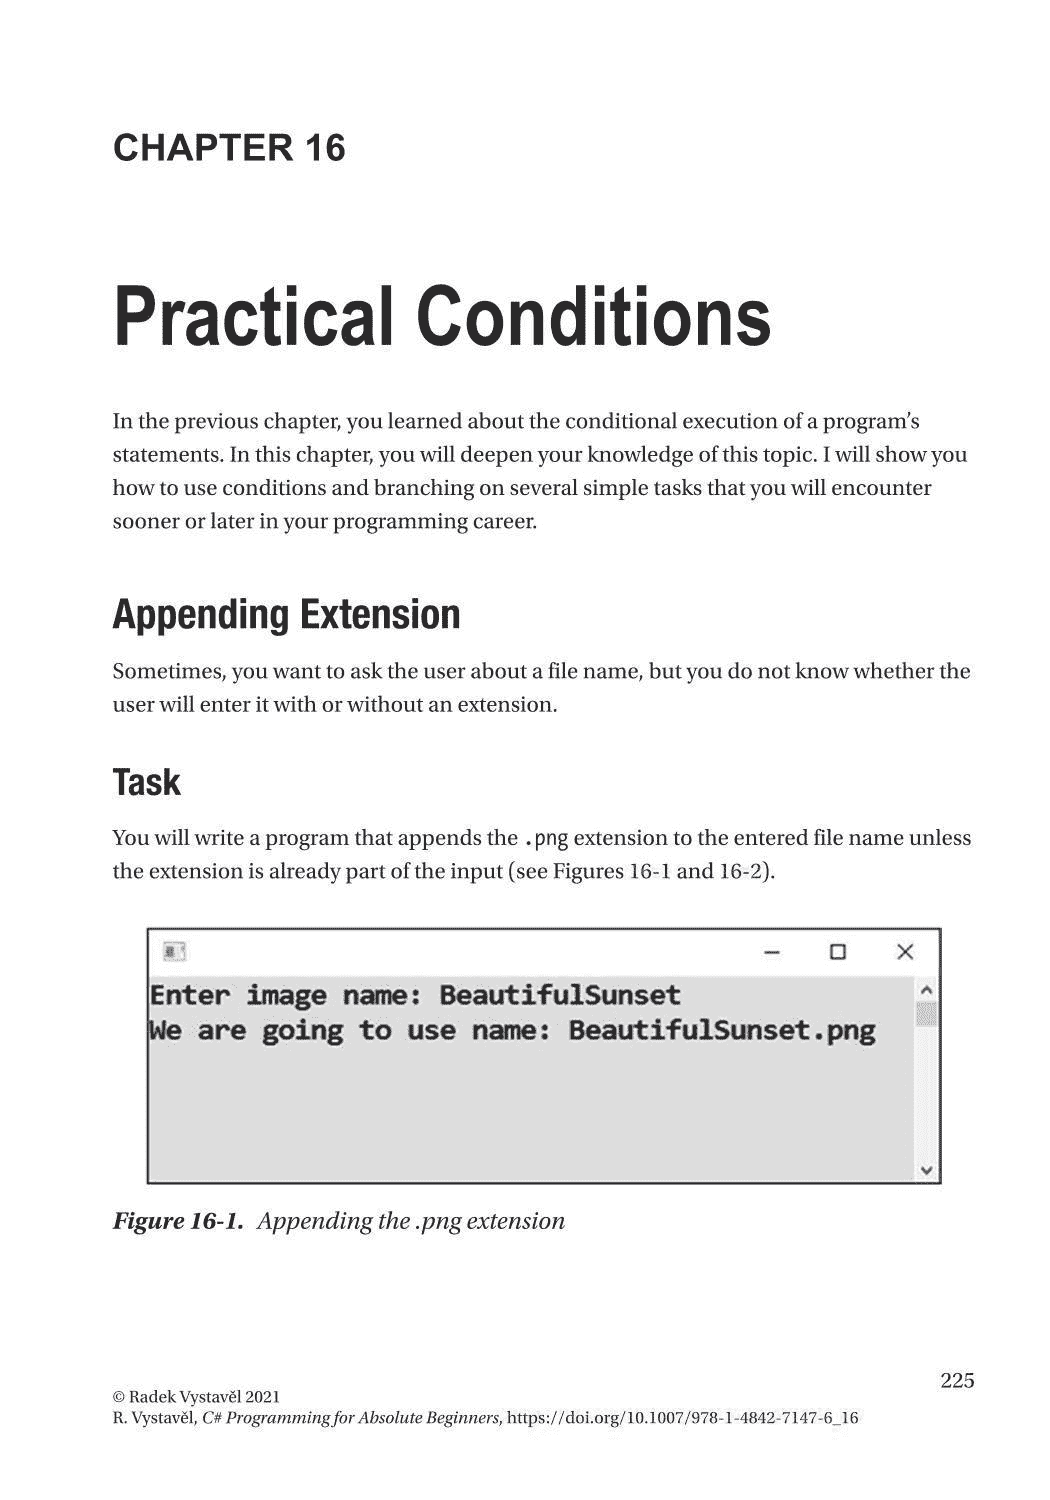 CHAPTER 16
Practical Conditions
In the previous chapter, you learned about the conditional execution of a program’s
statements. In this chapter, you will deepen your knowledge of this topic. I will show you
how to use conditions and branching on several simple tasks that you will encounter
sooner or later in your programming career.
Appending Extension
Sometimes, you want to ask the user about a file name, but you do not know whether the
user will enter it with or without an extension.
Task
You will write a program that appends the .png extension to the entered file name unless
the extension is already part of the input (see Figures 16-1 and 16-2).
Enter image name: BeautifulSunset
We are going to use name: BeautifulSunset.png
Figure 16-1. Appending the .png extension
225
© Radek Vystavěl 2021
R. Vystavěl, C# Programming for Absolute Beginners, https://doi.org/10.1007/978-1-4842-7147-6_16